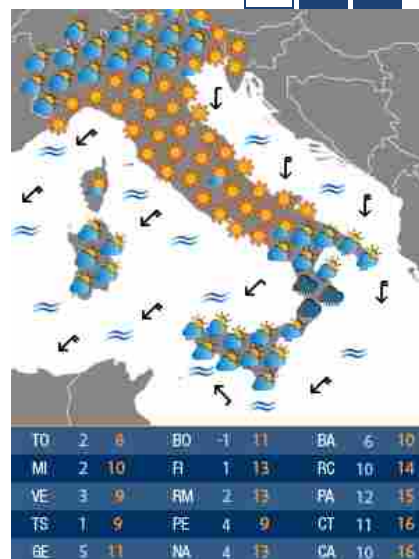 TO 2 8 BO -1 11 BA 6 10
MI 2 10 FI 1 13 RC 10 14
VE 3 9 RM 2 13 PA 12 15
TS 1 9 PE 4 9 CT 11 16
GE 5 11 NA 4 13 CA 10 16